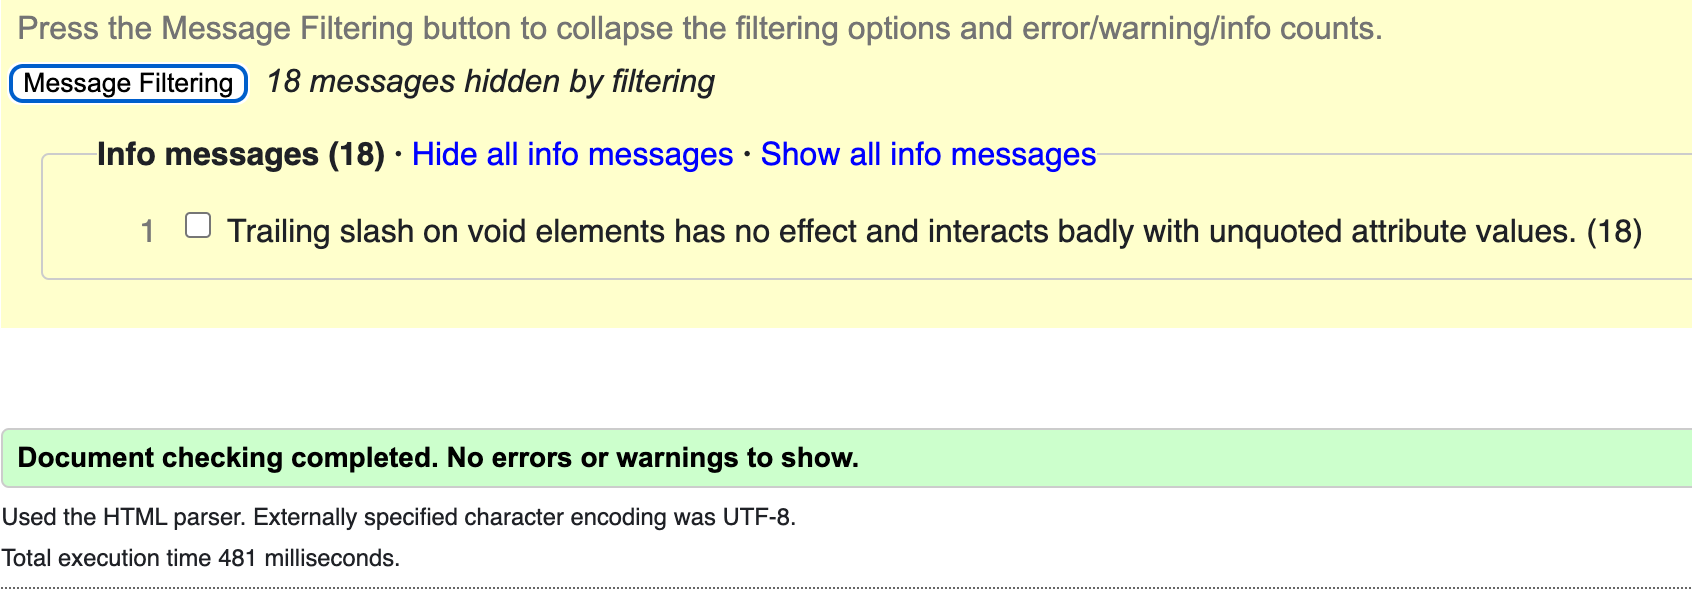 Press the Message Filtering button to collapse the filtering options and error/warning/info counts.
Message Filtering 18 messages hidden by filtering
Info messages (18) · Hide all info messages · Show all info messages
1 Trailing slash on void elements has no effect and interacts badly with unquoted attribute values. (18)
Document checking completed. No errors or warnings to show.
Used the HTML parser. Externally specified character encoding was UTF-8.
Total execution time 481 milliseconds.